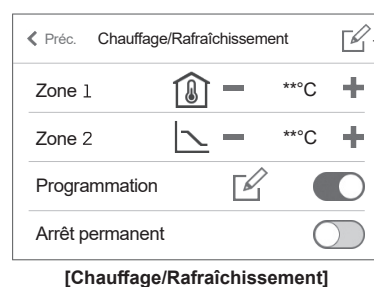 Préc. Chauffage/Rafraîchissement
Zone 1 **°C
Zone 2 **°C
Programmation
Arrêt permanent
[Chauffage/Rafraîchissement]